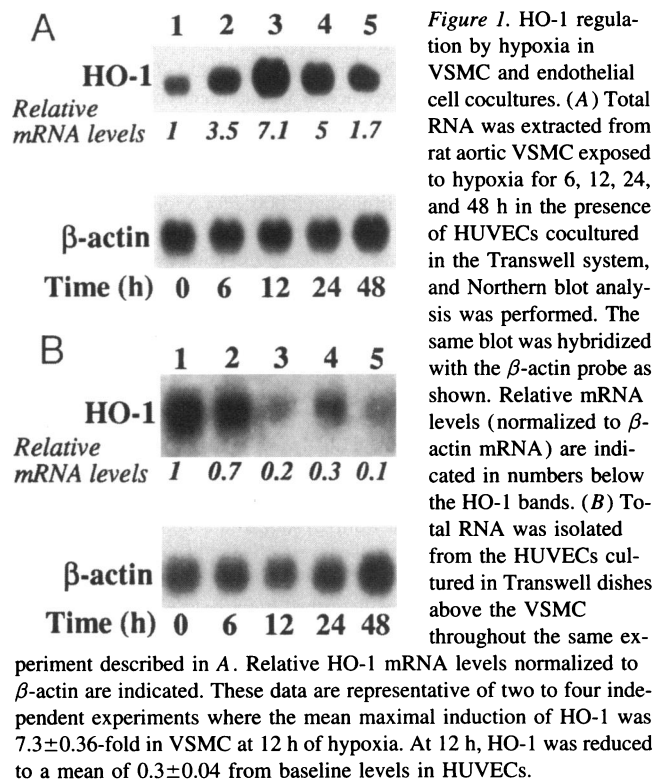 A
1 2 3 4 5
HO-1
Relative
mRNA levels 1 3.5 7.1 5 1.7
β-actin
Time (h) 0 6 12 24 48
B
1 2 3 4 5
HO-1
Relative
mRNA levels 1 0.7 0.2 0.3 0.1
β-actin
Time (h) 0 6 12 24 48
Figure 1. HO-1 regula-
tion by hypoxia in
VSMC and endothelial
cell cocultures. (A) Total
RNA was extracted from
rat aortic VSMC exposed
to hypoxia for 6, 12, 24,
and 48 h in the presence
of HUVECs cocultured
in the Transwell system,
and Northern blot analy-
sis was performed. The
same blot was hybridized
with the β-actin probe as
shown. Relative mRNA
levels (normalized to β-
actin mRNA) are indi-
cated in numbers below
the HO-1 bands. (B) To-
tal RNA was isolated
from the HUVECs cul-
tured in Transwell dishes
above the VSMC
throughout the same ex-
periment described in A. Relative HO-1 mRNA levels normalized to
β-actin are indicated. These data are representative of two to four inde-
pendent experiments where the mean maximal induction of HO-1 was
7.3±0.36-fold in VSMC at 12 h of hypoxia. At 12 h, HO-1 was reduced
to a mean of 0.3±0.04 from baseline levels in HUVECs.